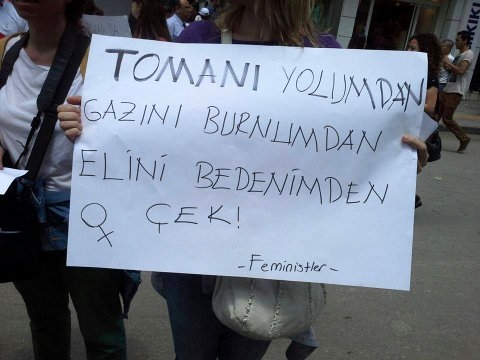 TOMANI YOLUMDAN
GAZINI BURNUMDAN
ELİNİ BEDENİMDEN
♀ ÇEK!
- Feministler -